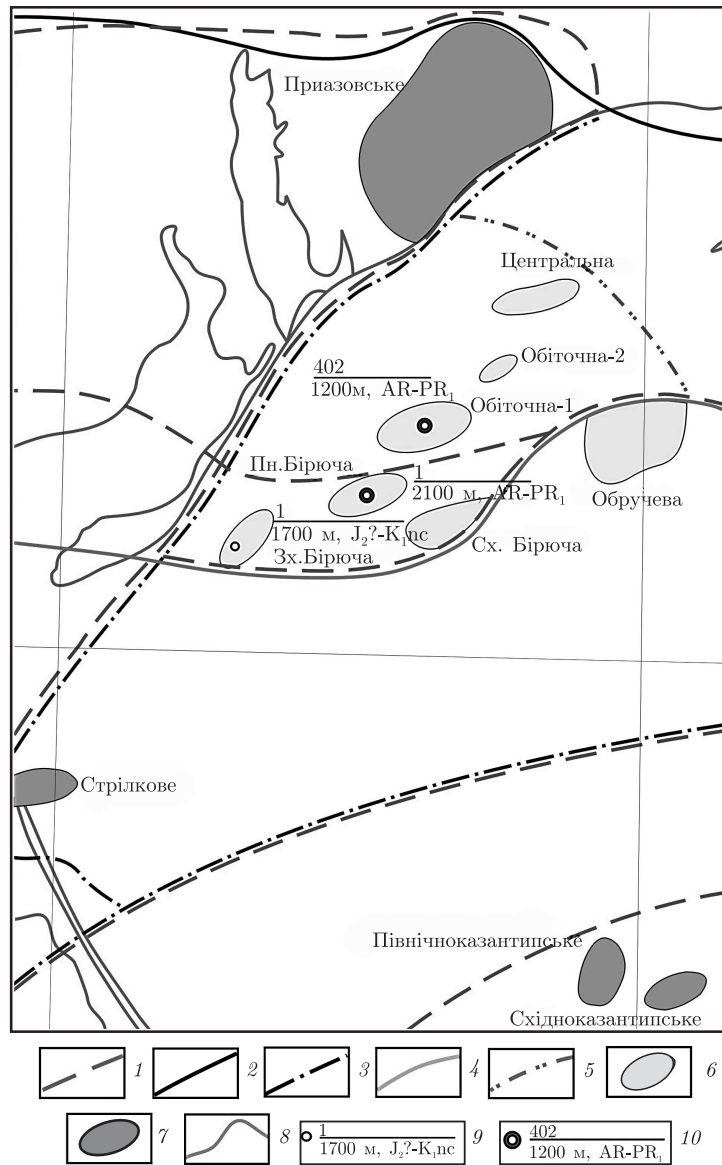 Приазовське
Центральна
Обіточна-2
402
1200м, AR-PR₁
Обіточна-1
Пн.Бірюча
1
2100 м, AR-PR₁
Обручева
1
1700 м, J₂?-K₁nc
Зх.Бірюча
Сх. Бірюча
Стрілкове
Північноказантипське
Східноказантипське
1 2 3 4 5 6
7 8 1 9 402 10
1700 м, J₂?-K₁nc 1200 м, AR-PR₁